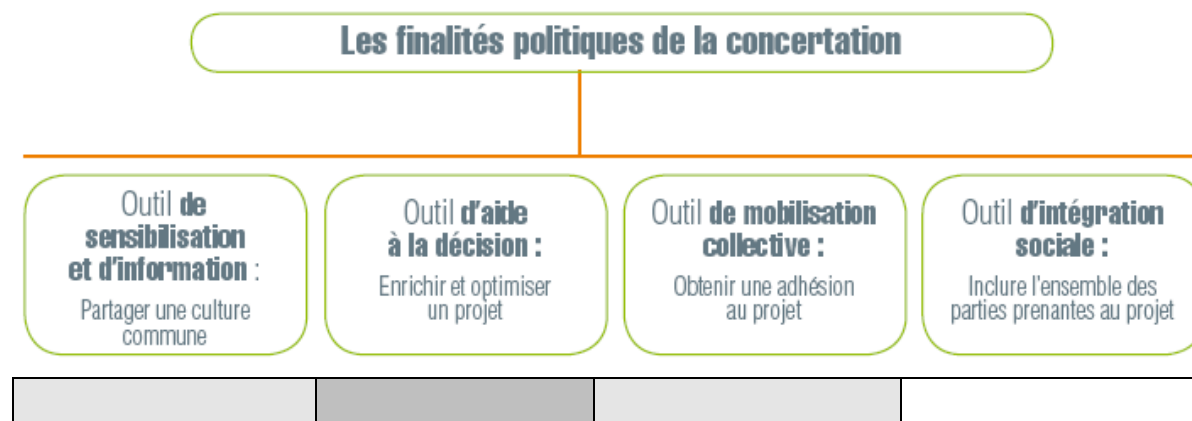 Les finalités politiques de la concertation
Outil de
sensibilisation
et d'information :
Partager une culture
commune
Outil d'aide
à la décision :
Enrichir et optimiser
un projet
Outil de mobilisation
collective :
Obtenir une adhésion
au projet
Outil d'intégration
sociale :
Inclure l'ensemble des
parties prenantes au projet